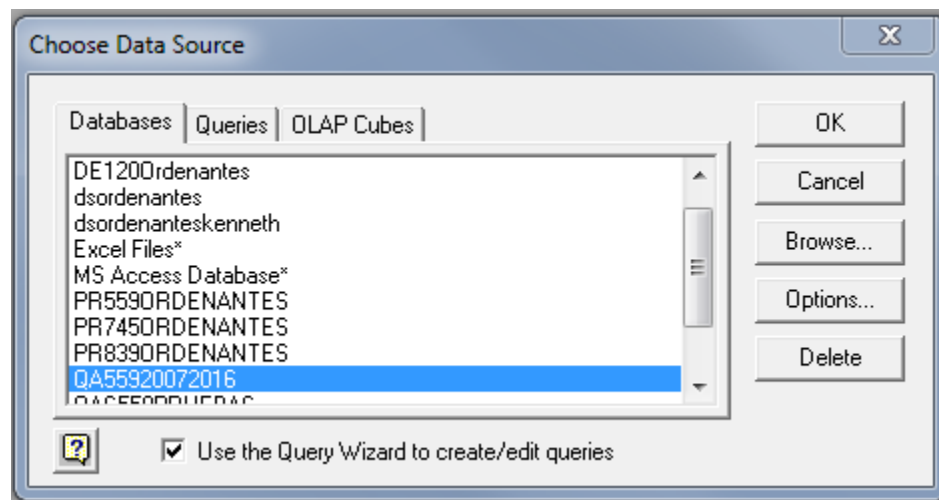 Choose Data Source
Databases Queries OLAP Cubes
DE120Ordenantes
dsordenantes
dsordenanteskenneth
Excel Files*
MS Access Database*
PR559ORDENANTES
PR745ORDENANTES
PR839ORDENANTES
QA55920072016
OK
Cancel
Browse...
Options...
Delete
Use the Query Wizard to create/edit queries